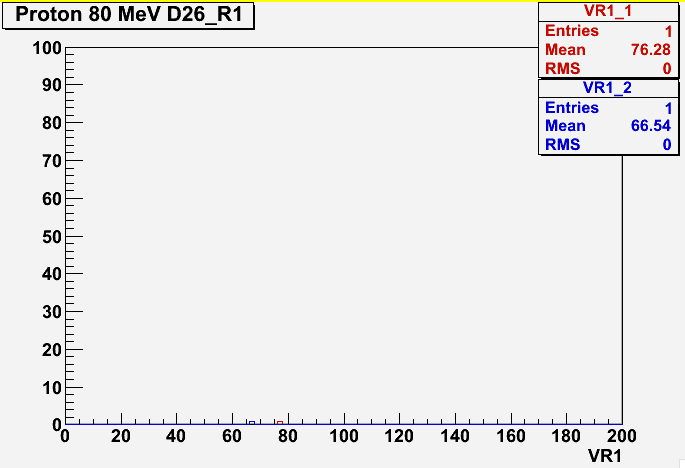 Proton 80 MeV D26_R1
VR1_1
Entries 1
Mean 76.28
RMS 0
VR1_2
Entries 1
Mean 66.54
RMS 0
100
90
80
70
60
50
40
30
20
10
0
0 20 40 60 80 100 120 140 160 180 200
VR1